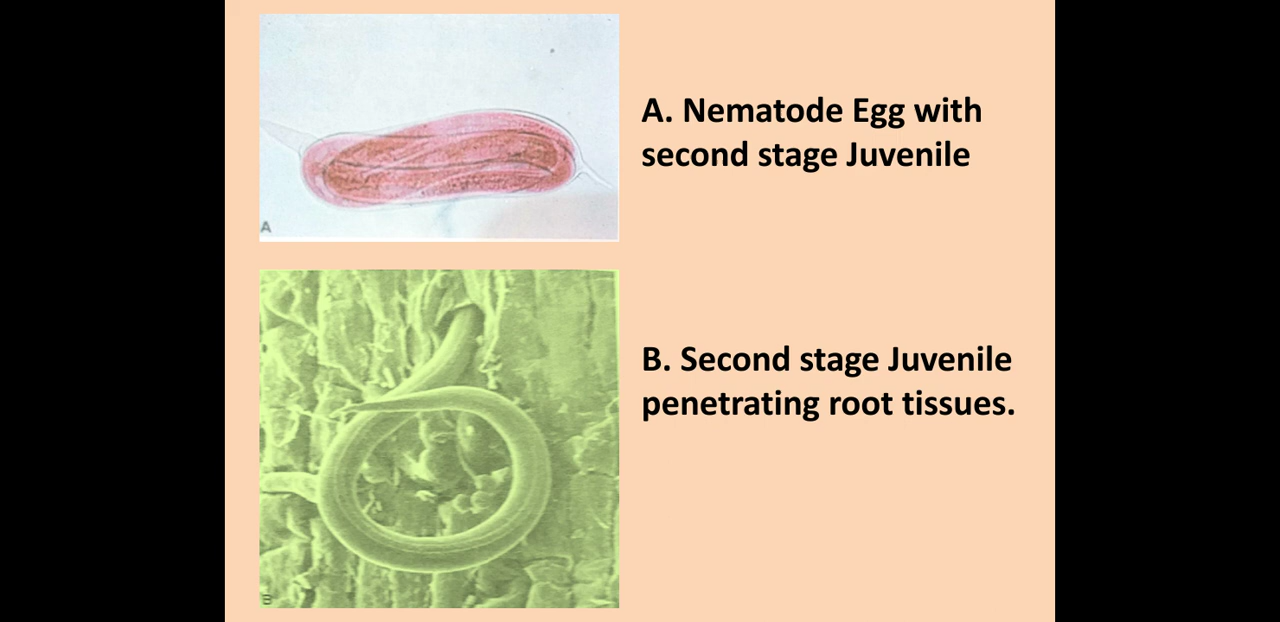 A. Nematode Egg with
second stage Juvenile
A
B. Second stage Juvenile
penetrating root tissues.
B